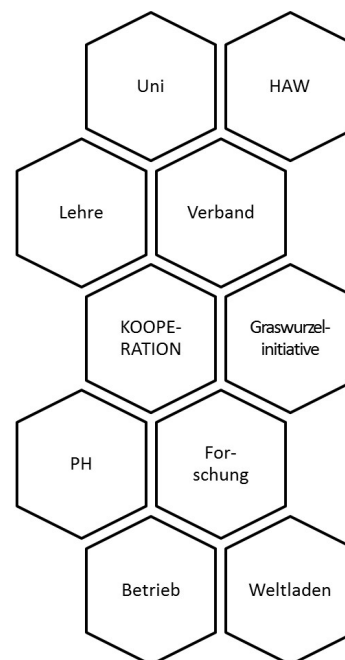 Uni
HAW
Lehre
Verband
KOOPE-
RATION
Graswurzel-
initiative
PH
For-
schung
Betrieb
Weltladen